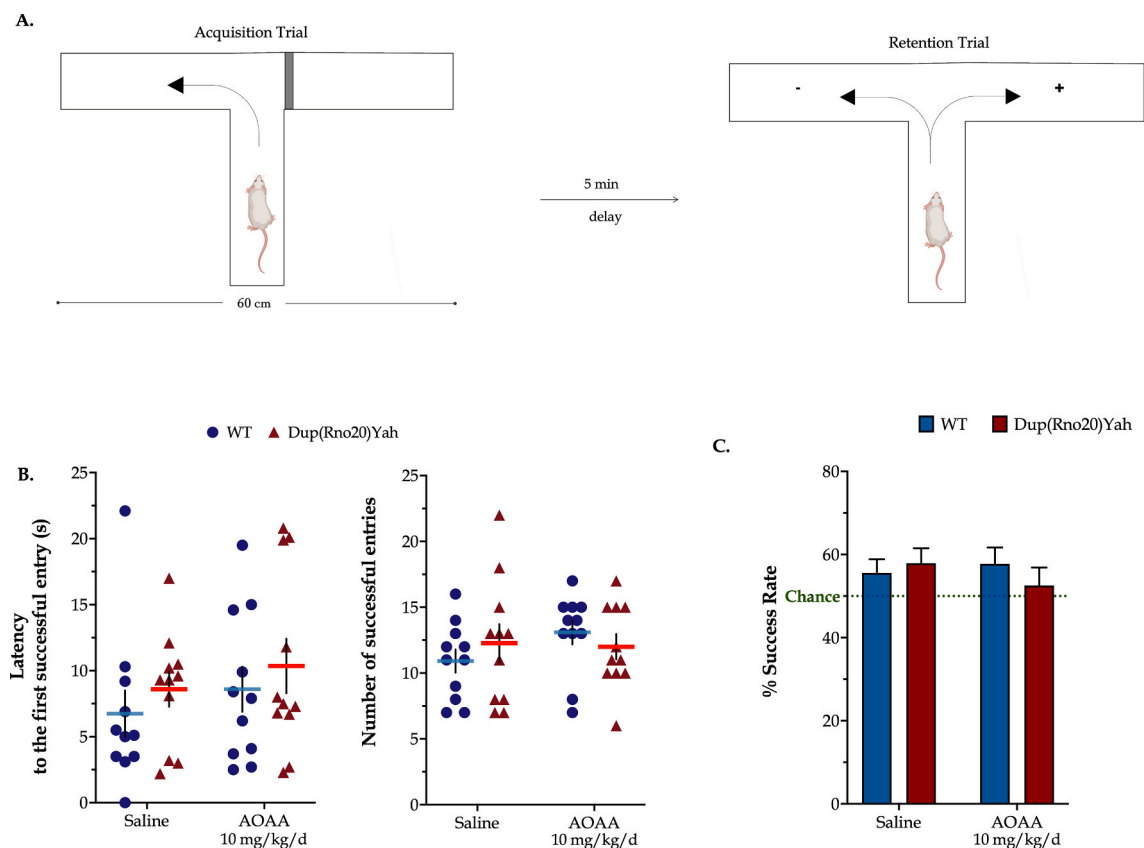 A.
Acquisition Trial
Retention Trial
-
+
5 min
delay
60 cm
WT
Dup(Rno20)Yah
B.
Latency
to the first successful entry (s)
25
20
15
10
5
0
Saline
AOAA
10 mg/kg/d
Number of successful entries
25
20
15
10
5
0
Saline
AOAA
10 mg/kg/d
WT
Dup(Rno20)Yah
C.
% Success Rate
80
60
40
20
0
Chance
Saline
AOAA
10 mg/kg/d